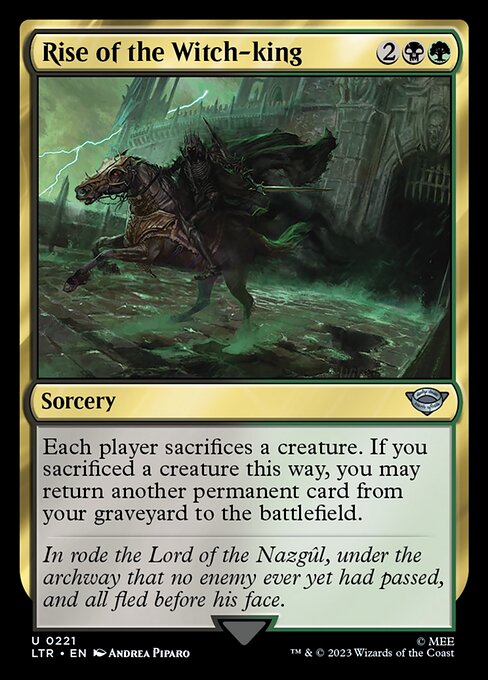 Rise of the Witch-king 2
Sorcery
Each player sacrifices a creature. If you
sacrificed a creature this way, you may
return another permanent card from
your graveyard to the battlefield.
In rode the Lord of the Nazgûl, under the
archway that no enemy ever yet had passed,
and all fled before his face.
U 0221
LTR • EN Andrea Piparo
© MEE
™ & © 2023 Wizards of the Coast